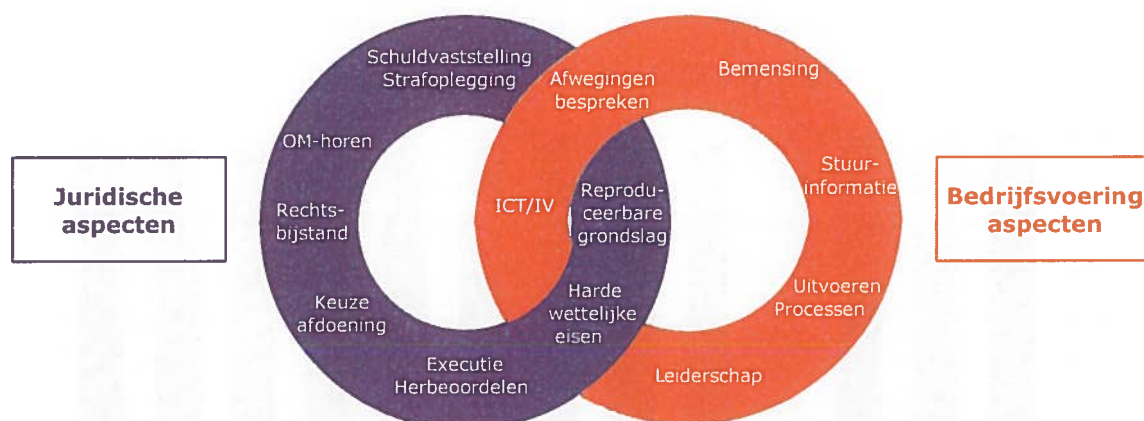 Schuldvaststelling
Strafoplegging
Afwegingen
bespreken
Bemensing
OM-horen
Stuur-
informatie
Juridische
aspecten
Rechts-
bijstand
ICT/IV
Reprodu-
ceerbare
grondslag
Bedrijfsvoering
aspecten
Keuze
afdoening
Harde
wettelijke
eisen
Uitvoeren
Processen
Executie
Herbeoordelen
Leiderschap